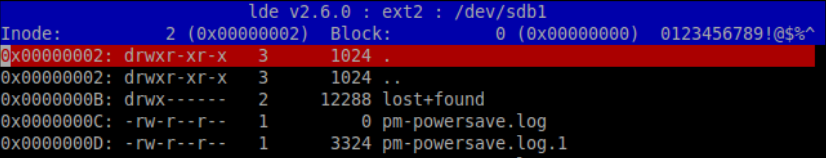 lde v2.6.0 : ext2 : /dev/sdb1
Inode: 2 (0x00000002) Block: 0 (0x00000000) 0123456789!@$%^
0x00000002: drwxr-xr-x 3 1024 .
0x00000002: drwxr-xr-x 3 1024 ..
0x0000000B: drwx------ 2 12288 lost+found
0x0000000C: -rw-r--r-- 1 0 pm-powersave.log
0x0000000D: -rw-r--r-- 1 3324 pm-powersave.log.1